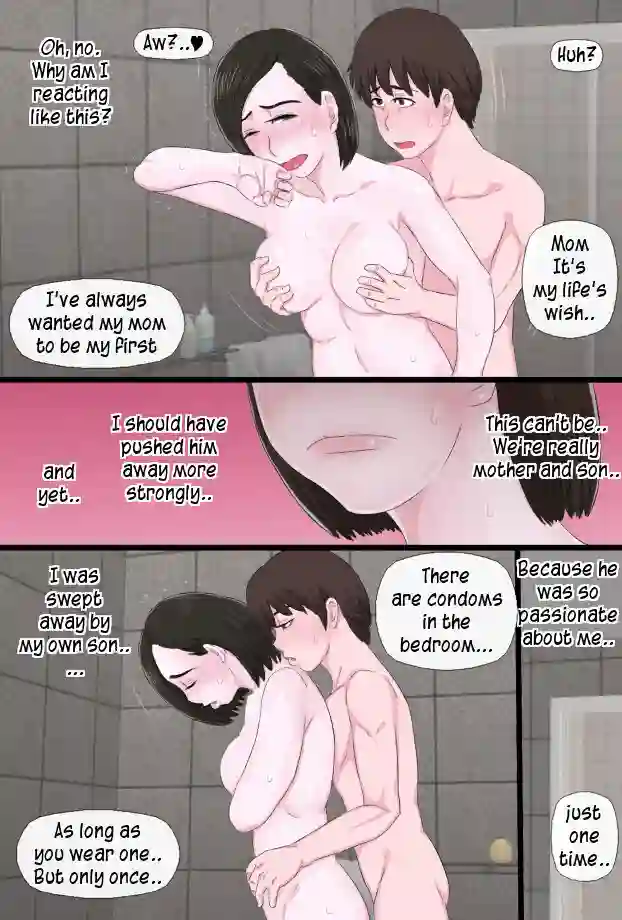 Oh, no.
Why am I
reacting
like this?
Aw?..♥
Huh?
Mom
It's
my life's
wish..
I've always
wanted my mom
to be my first
This can't be..
We're really
mother and son..
I should have
pushed him
away more
strongly..
and
yet..
I was
swept
away by
my own son..
...
There
are condoms
in the
bedroom...
Because he
was so
passionate
about me..
As long as
you wear one..
But only once..
just
one
time..